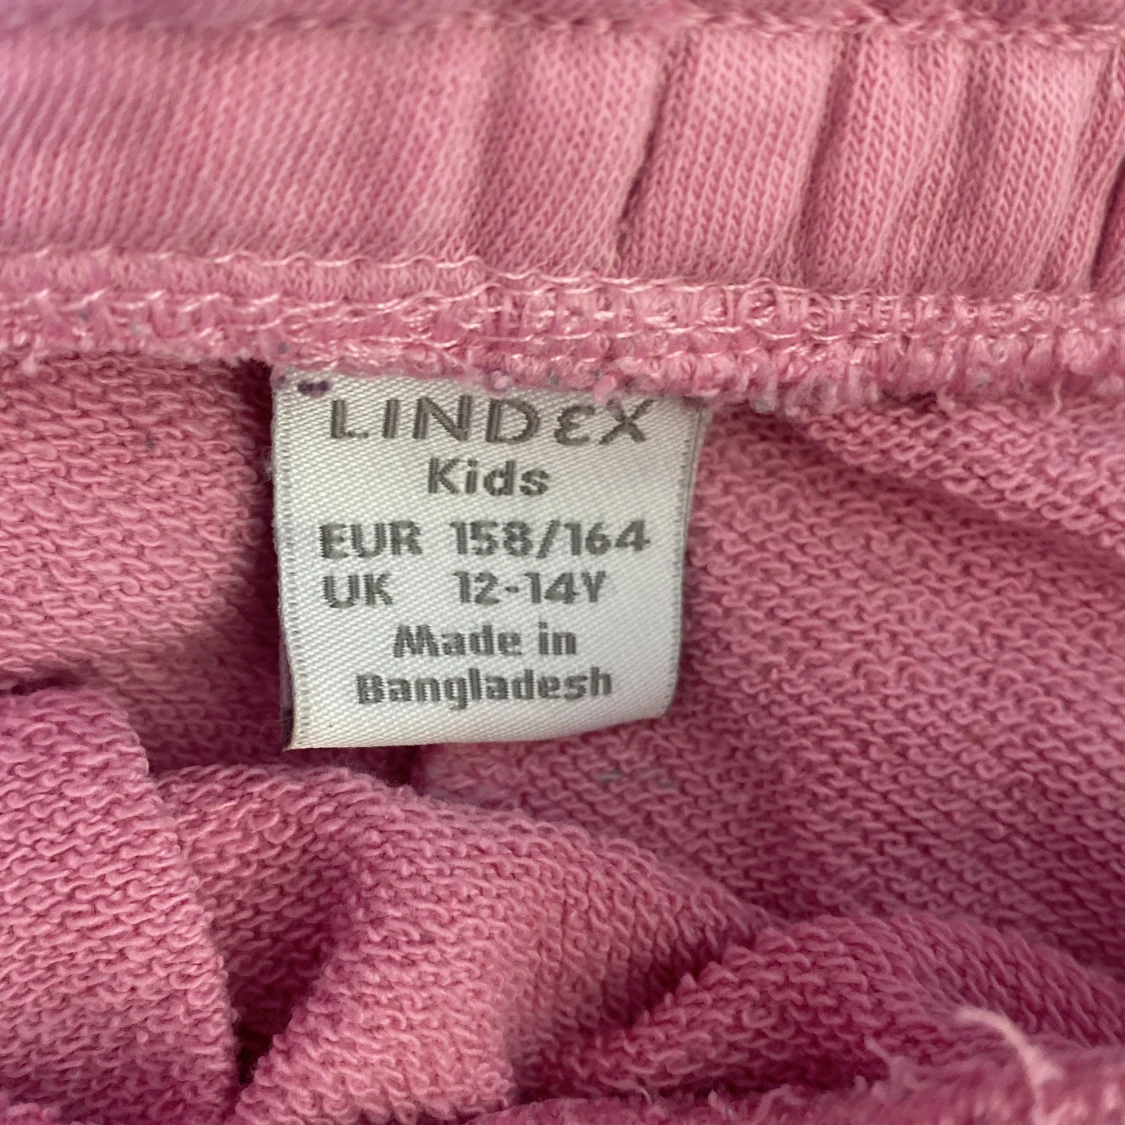 LINDEX
Kids
EUR 158/164
UK 12-14Y
Made in
Bangladesh